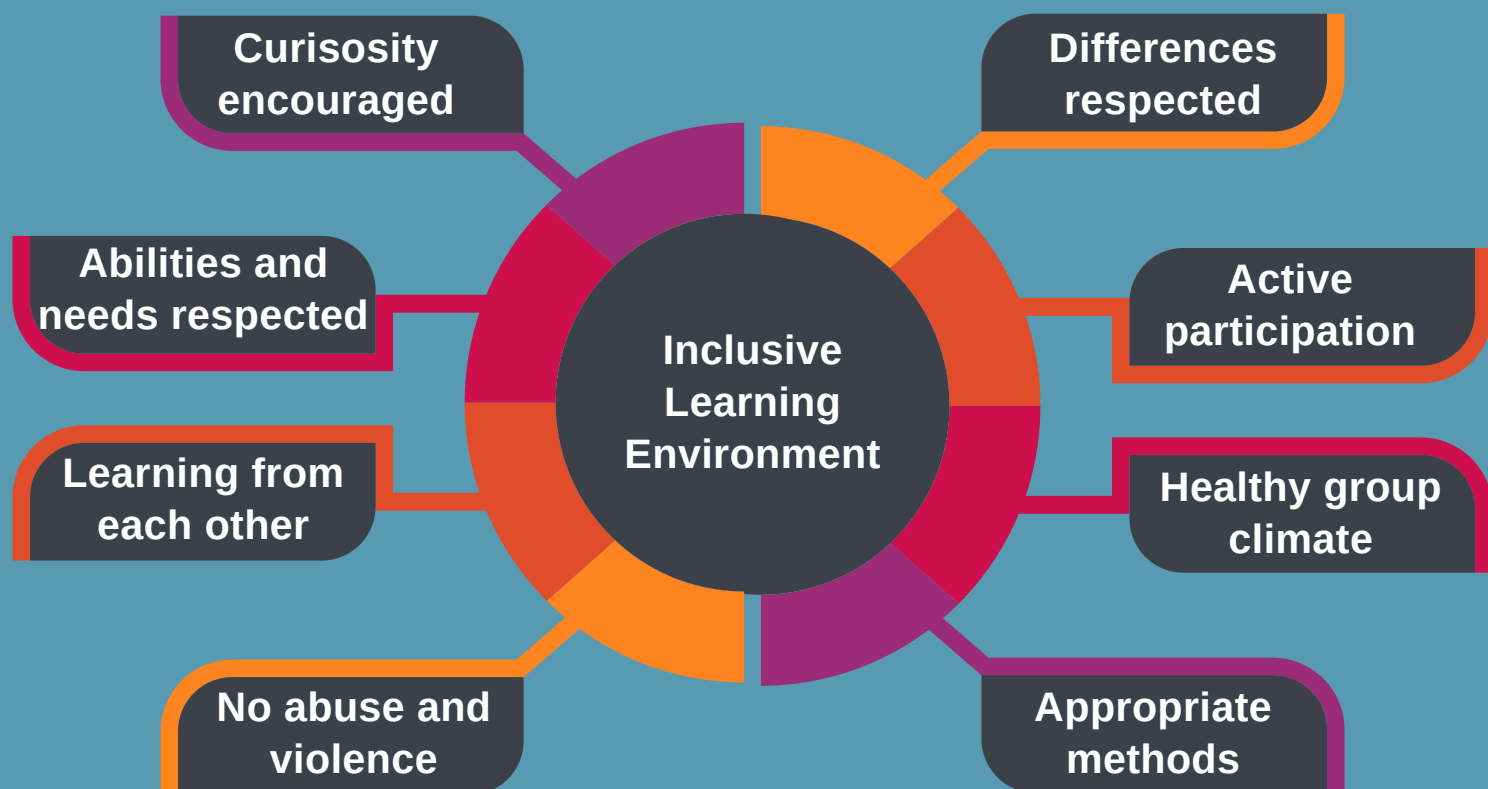 Curisosity
encouraged
Differences
respected
Abilities and
needs respected
Active
participation
Inclusive
Learning
Environment
Learning from
each other
Healthy group
climate
No abuse and
violence
Appropriate
methods